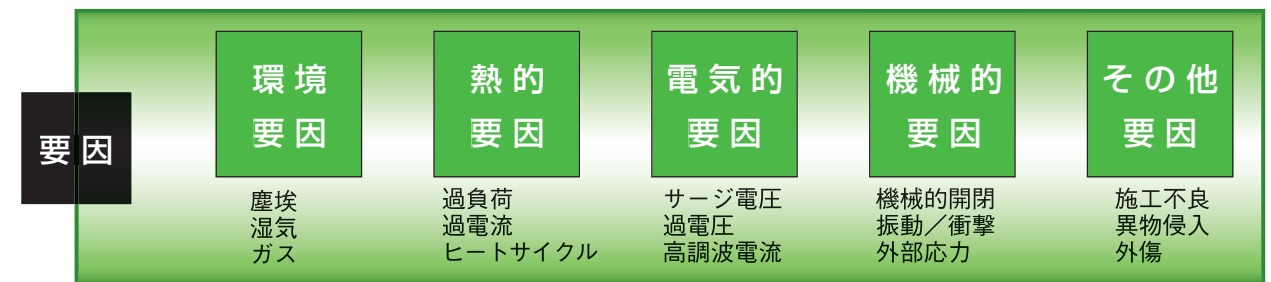 要因
環境
要因
塵埃
湿気
ガス
熱的
要因
過負荷
過電流
ヒートサイクル
電気的
要因
サージ電圧
過電圧
高調波電流
機械的
要因
機械的開閉
振動／衝撃
外部応力
その他
要因
施工不良
異物侵入
外傷